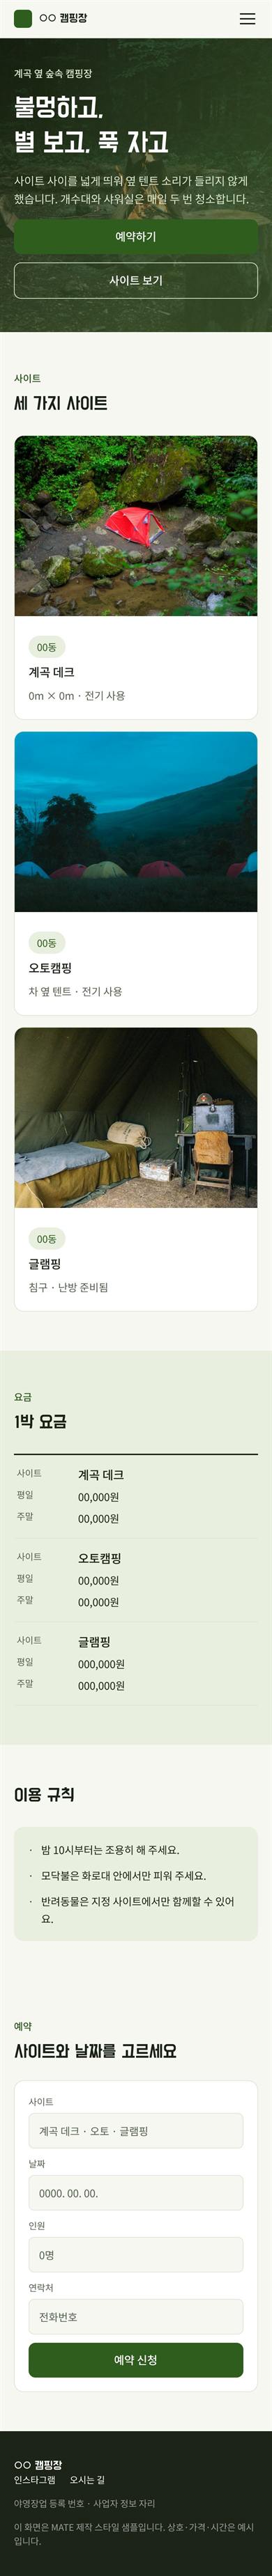 ○○ 캠핑장
계곡 옆 숲속 캠핑장
불멍하고,
별 보고, 푹 자고
사이트 사이를 넓게 띄워 옆 텐트 소리가 들리지 않게
했습니다. 개수대와 샤워실은 매일 두 번 청소합니다.
예약하기
사이트 보기
사이트
세 가지 사이트
00동
계곡 데크
0m × 0m · 전기 사용
00동
오토캠핑
차 옆 텐트 · 전기 사용
00동
글램핑
침구 · 난방 준비됨
요금
1박 요금
사이트 계곡 데크
평일 00,000원
주말 00,000원
사이트 오토캠핑
평일 00,000원
주말 00,000원
사이트 글램핑
평일 000,000원
주말 000,000원
이용 규칙
· 밤 10시부터는 조용히 해 주세요.
· 모닥불은 화로대 안에서만 피워 주세요.
· 반려동물은 지정 사이트에서만 함께할 수 있어
요.
예약
사이트와 날짜를 고르세요
사이트
계곡 데크 · 오토 · 글램핑
날짜
0000. 00. 00.
인원
0명
연락처
전화번호
예약 신청
○○ 캠핑장
인스타그램 오시는 길
야영장업 등록 번호 · 사업자 정보 자리
이 화면은 MATE 제작 스타일 샘플입니다. 상호·가격·시간은 예시
입니다.